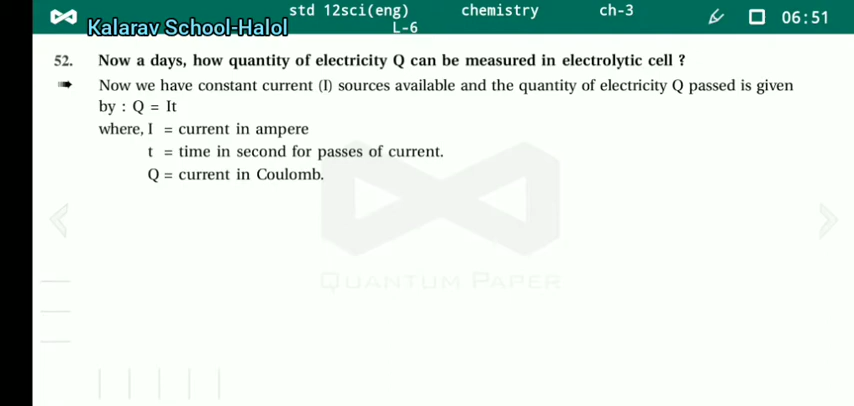 std 12sci(eng) chemistry ch-3
L-6
06:51
Kalarav School-Halol
52. Now a days, how quantity of electricity Q can be measured in electrolytic cell ?
Now we have constant current (I) sources available and the quantity of electricity Q passed is given
by : Q = It
where, I = current in ampere
t = time in second for passes of current.
Q = current in Coulomb.
QUANTUM PAPER